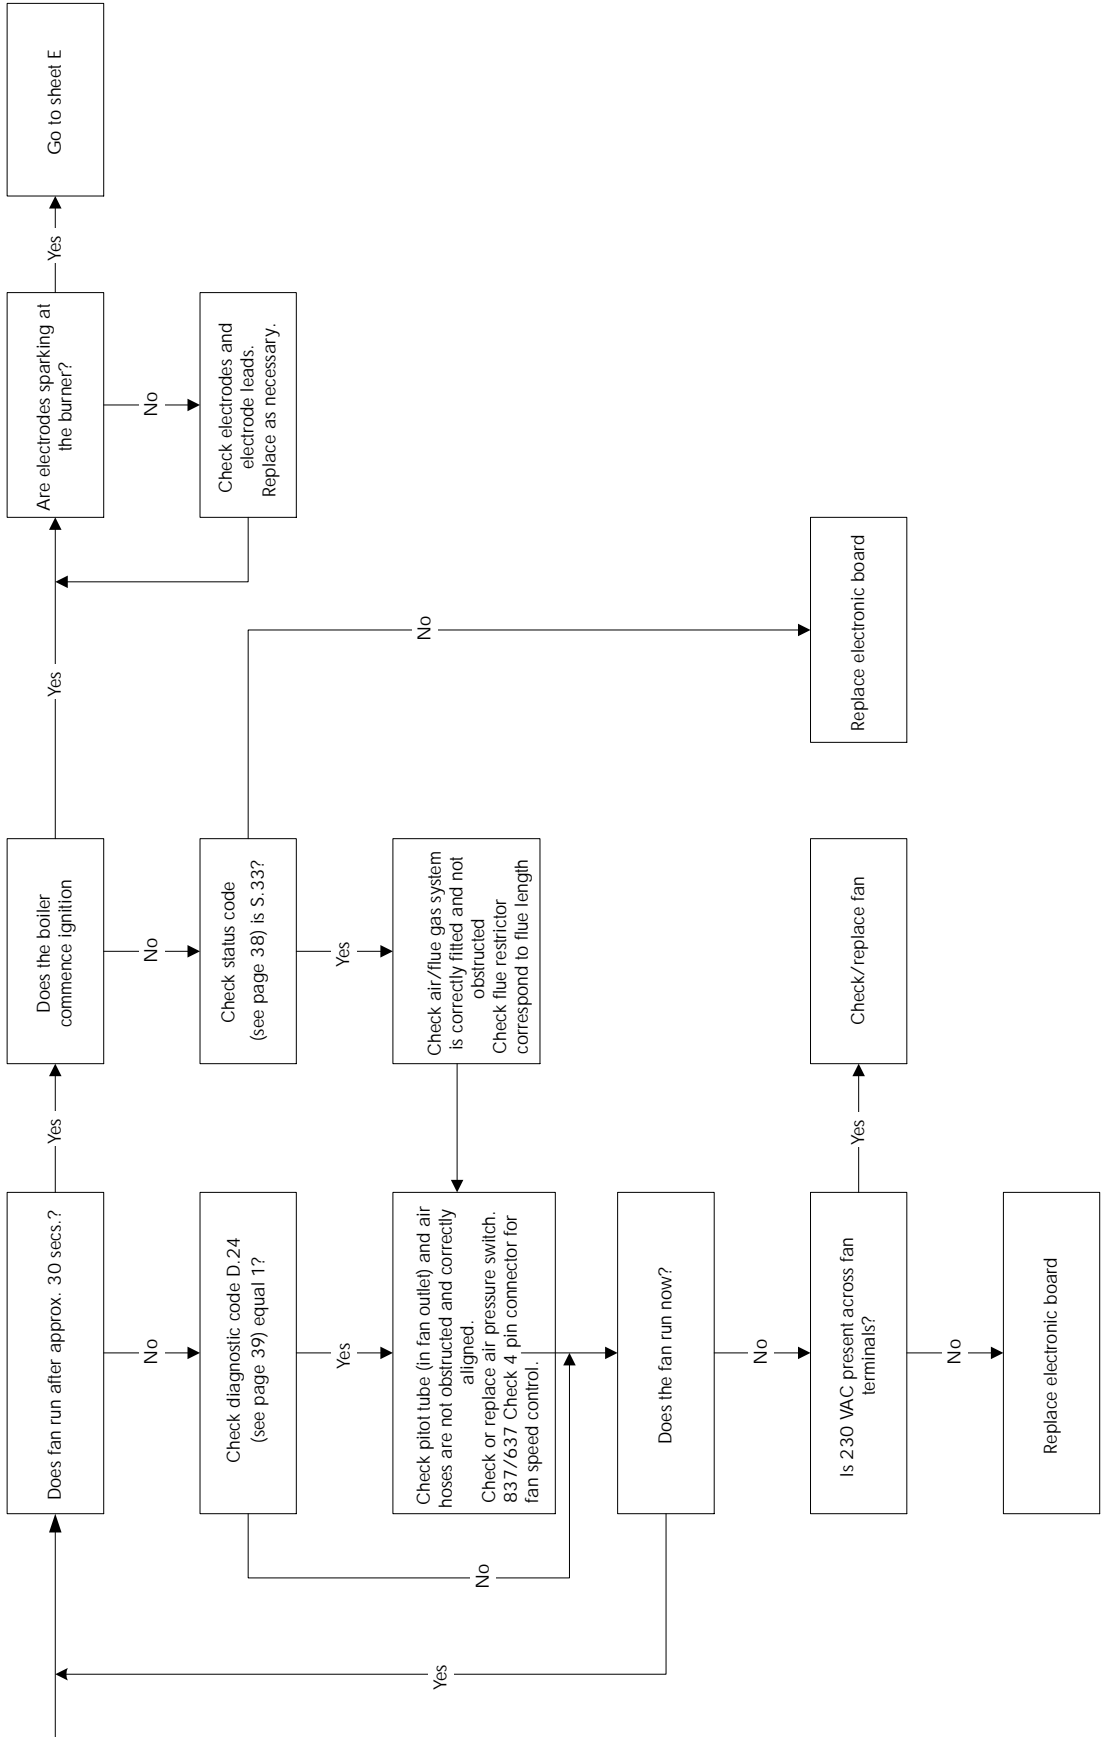 Does fan run after approx. 30 secs.?
Yes
Does the boiler
commence ignition
Yes
Are electrodes sparking at
the burner?
Yes
Go to sheet E
No
No
No
Check diagnostic code D.24
(see page 39) equal 1?
Check status code
(see page 38) is S.33?
Check electrodes and
electrode leads.
Replace as necessary.
No
Yes
Yes
No
Check pitot tube (in fan outlet) and air
hoses are not obstructed and correctly
aligned.
Check or replace air pressure switch.
837/637 Check 4 pin connector for
fan speed control.
Check air/flue gas system
is correctly fitted and not
obstructed
Check flue restrictor
correspond to flue length
Yes
Does the fan run now?
No
Is 230 VAC present across fan
terminals?
Yes
Check/replace fan
Replace electronic board
No
Replace electronic board